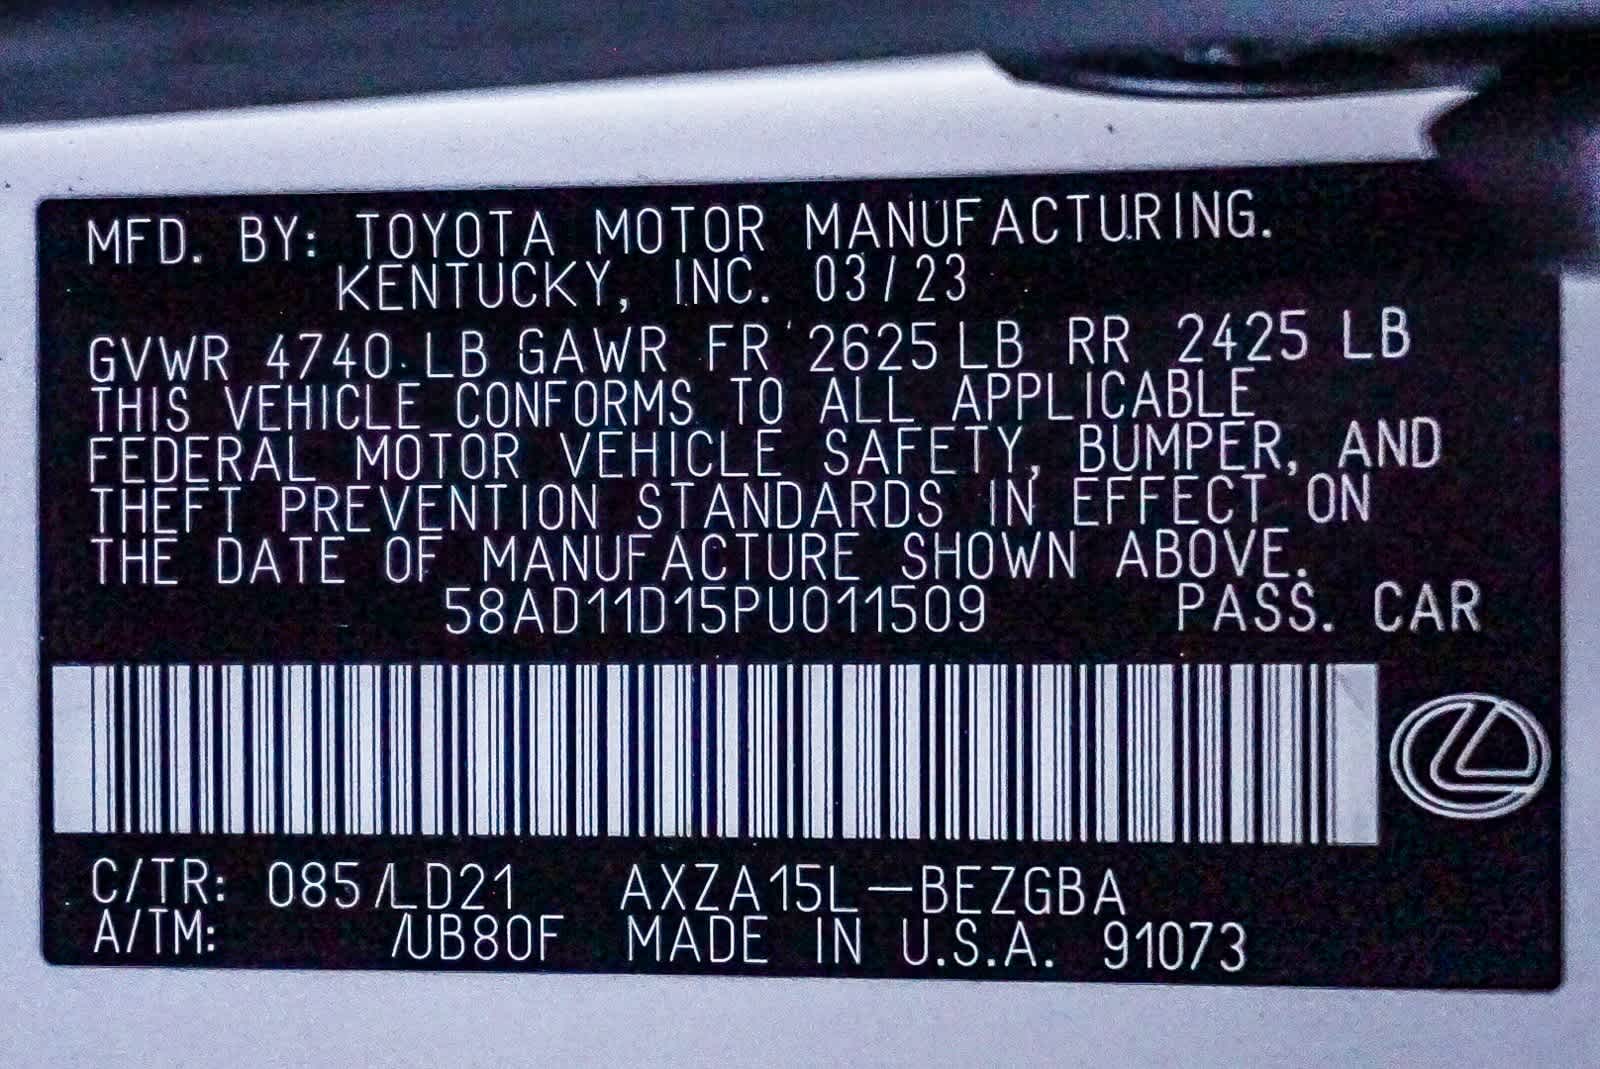 MFD. BY: TOYOTA MOTOR MANUFACTURING.
KENTUCKY, INC. 03/23
GVWR 4740 LB GAWR FR 2625 LB RR 2425 LB
THIS VEHICLE CONFORMS TO ALL APPLICABLE
FEDERAL MOTOR VEHICLE SAFETY, BUMPER, AND
THEFT PREVENTION STANDARDS IN EFFECT ON
THE DATE OF MANUFACTURE SHOWN ABOVE.
58AD11D15PU011509 PASS. CAR
C/TR: 085/LD21 AXZA15L-BEZGBA
A/TM: /UB80F MADE IN U.S.A. 91073